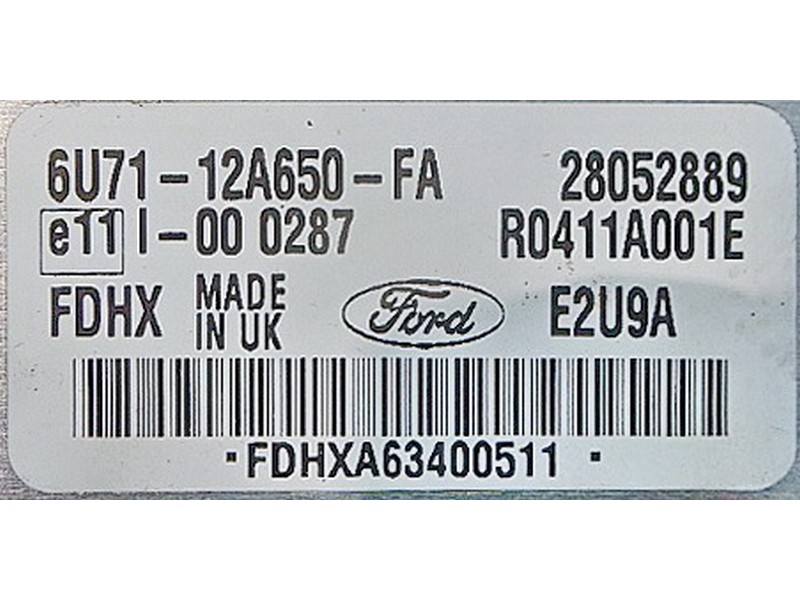 6U71-12A650-FA 28052889
e11 I-00 0287 R0411A001E
FDHX MADE IN UK Ford E2U9A
·FDHXA63400511·